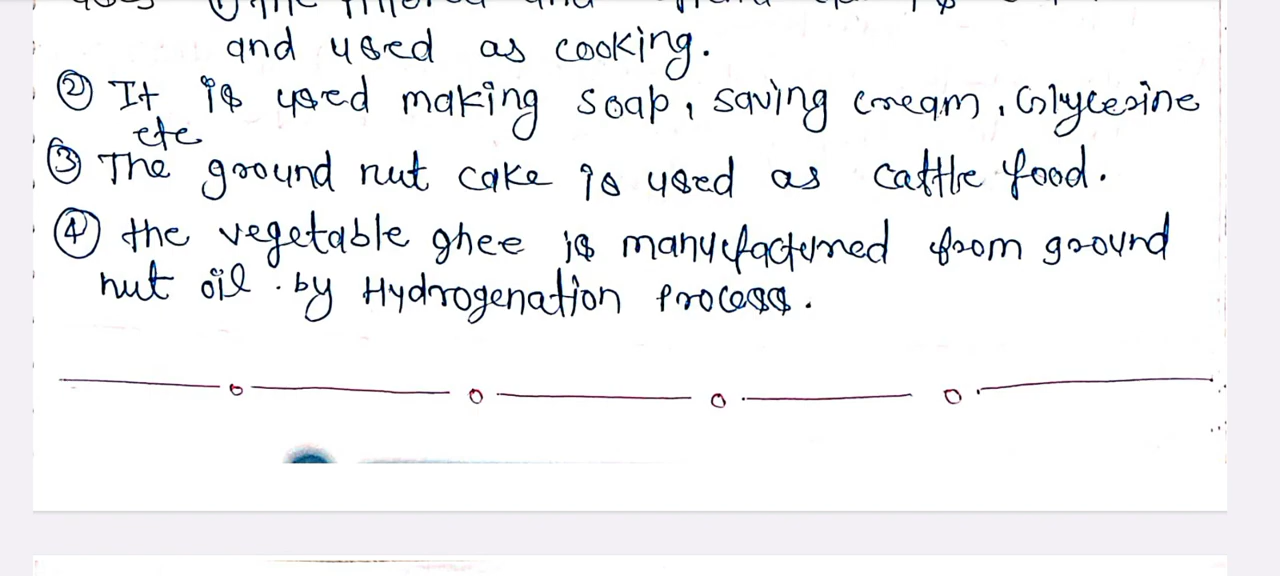 and used as cooking.
② It is used making soap, saving cream, Glycerine
etc
③ The ground nut cake is used as cattle food.
④ the vegetable ghee is manufactured from ground
nut oil . by Hydrogenation Process.